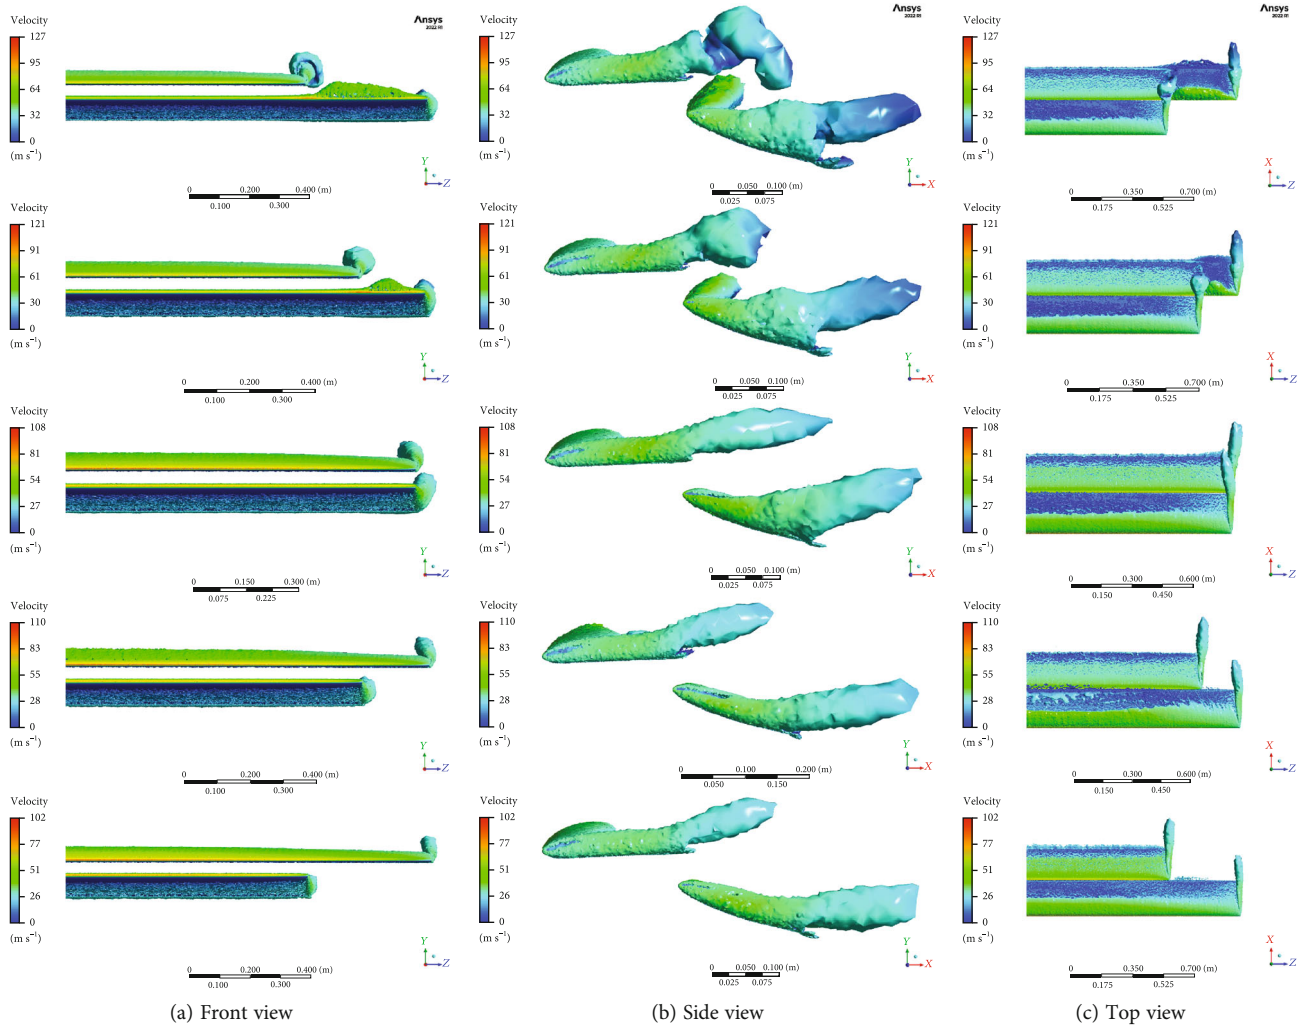 Velocity
127
95
64
32
0
(m s⁻¹)
Ansys
2022 R1
Y
Z
0 0.200 0.400 (m)
0.100 0.300
Velocity
127
95
64
32
0
(m s⁻¹)
Y
X
0 0.050 0.100 (m)
0.025 0.075
Velocity
127
95
64
32
0
(m s⁻¹)
Ansys
2022 R1
X
Z
0 0.350 0.700 (m)
0.175 0.525
Velocity
121
91
61
30
0
(m s⁻¹)
Y
Z
0 0.200 0.400 (m)
0.100 0.300
Velocity
121
91
61
30
0
(m s⁻¹)
Y
X
0 0.050 0.100 (m)
0.025 0.075
Velocity
121
91
61
30
0
(m s⁻¹)
X
Z
0 0.350 0.700 (m)
0.175 0.525
Velocity
108
81
54
27
0
(m s⁻¹)
Y
Z
0 0.150 0.300 (m)
0.075 0.225
Velocity
108
81
54
27
0
(m s⁻¹)
Y
X
0 0.050 0.100 (m)
0.025 0.075
Velocity
108
81
54
27
0
(m s⁻¹)
X
Z
0 0.300 0.600 (m)
0.150 0.450
Velocity
110
83
55
28
0
(m s⁻¹)
Y
Z
0 0.200 0.400 (m)
0.100 0.300
Velocity
110
83
55
28
0
(m s⁻¹)
Y
X
0 0.100 0.200 (m)
0.050 0.150
Velocity
110
83
55
28
0
(m s⁻¹)
X
Z
0 0.300 0.600 (m)
0.150 0.450
Velocity
102
77
51
26
0
(m s⁻¹)
Y
Z
0 0.200 0.400 (m)
0.100 0.300
Velocity
102
77
51
26
0
(m s⁻¹)
Y
X
0 0.050 0.100 (m)
0.025 0.075
Velocity
102
77
51
26
0
(m s⁻¹)
X
Z
0 0.350 0.700 (m)
0.175 0.525
(a) Front view
(b) Side view
(c) Top view